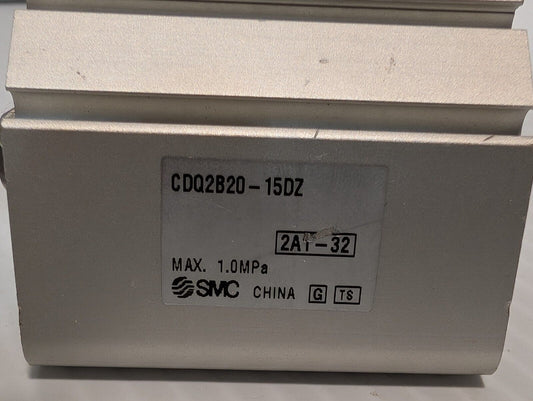 CDQ2B20-15DZ
2A1-32
MAX. 1.0MPa
SMC CHINA G TS